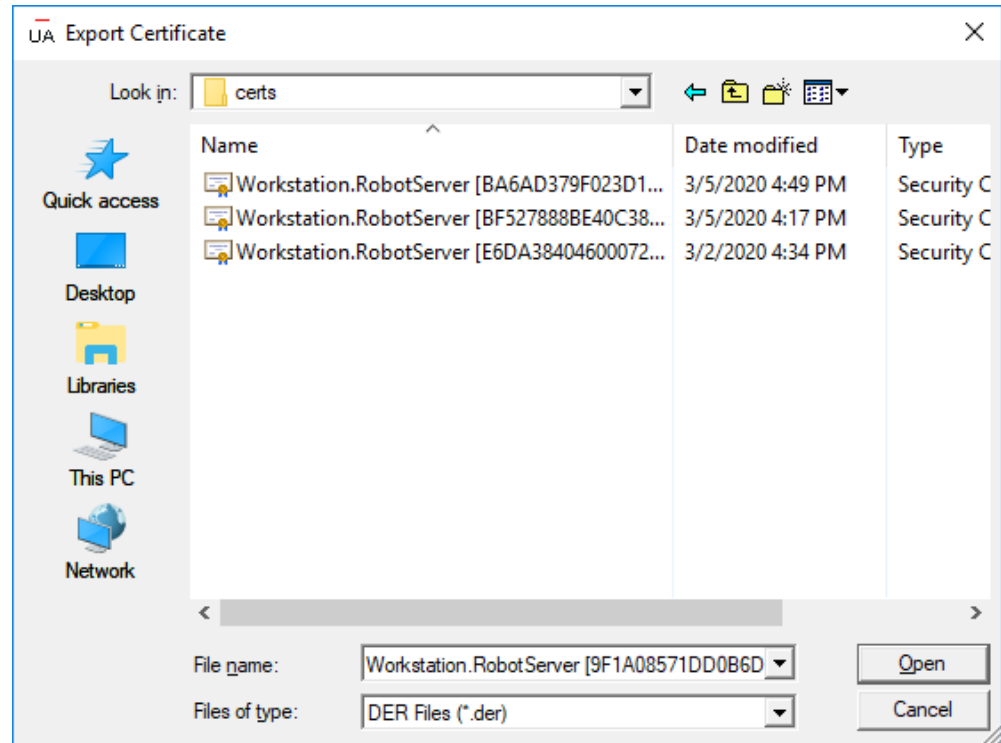 UA Export Certificate
Look in: certs
Name Date modified Type
Workstation.RobotServer [BA6AD379F023D1... 3/5/2020 4:49 PM Security C
Workstation.RobotServer [BF527888BE40C38... 3/5/2020 4:17 PM Security C
Workstation.RobotServer [E6DA38404600072... 3/2/2020 4:34 PM Security C
Quick access
Desktop
Libraries
This PC
Network
File name: Workstation.RobotServer [9F1A08571DD0B6D Open
Files of type: DER Files (*.der) Cancel